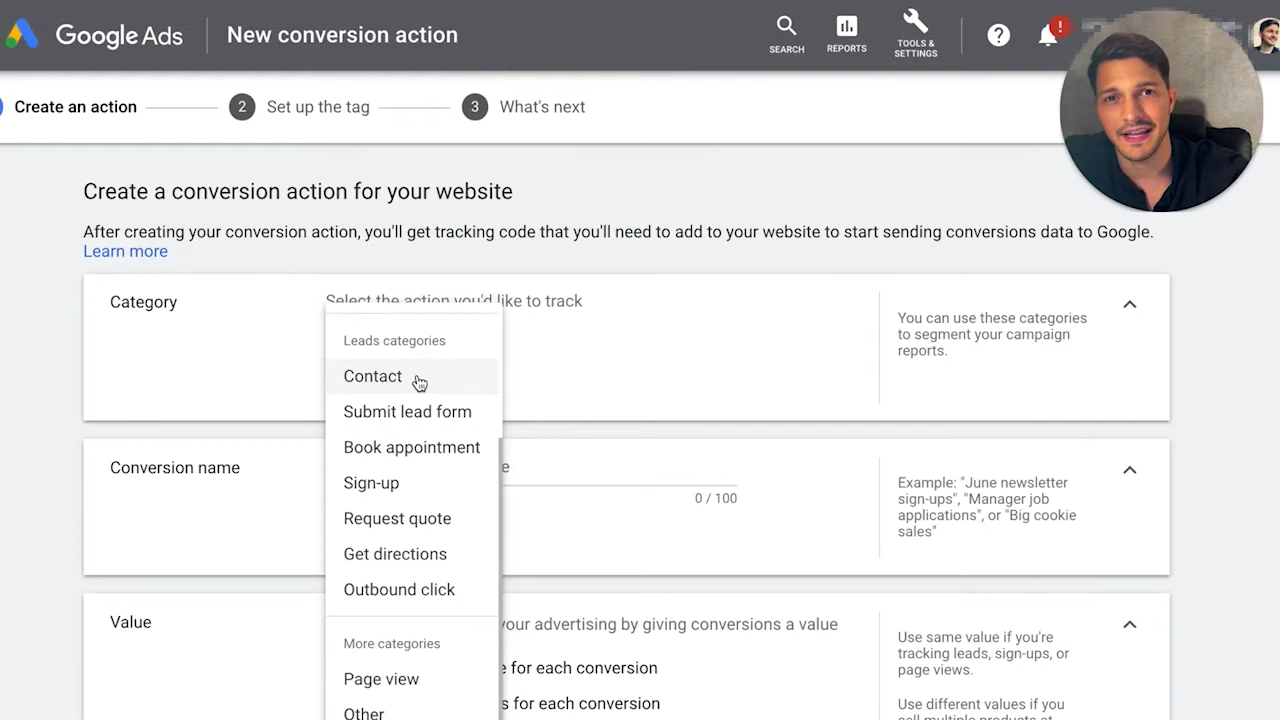 Google Ads
New conversion action
SEARCH
REPORTS
TOOLS &
SETTINGS
!
Create an action
2 Set up the tag
3 What's next
Create a conversion action for your website
After creating your conversion action, you'll get tracking code that you'll need to add to your website to start sending conversions data to Google.
Learn more
Category
Select the action you'd like to track
You can use these categories
to segment your campaign
reports.
Leads categories
Contact
Submit lead form
Book appointment
Sign-up
Request quote
Get directions
Outbound click
More categories
Page view
Other
Conversion name
e
0 / 100
Example: "June newsletter
sign-ups", "Manager job
applications", or "Big cookie
sales"
Value
your advertising by giving conversions a value
e for each conversion
s for each conversion
Use same value if you're
tracking leads, sign-ups, or
page views.
Use different values if you
sell multiple products at